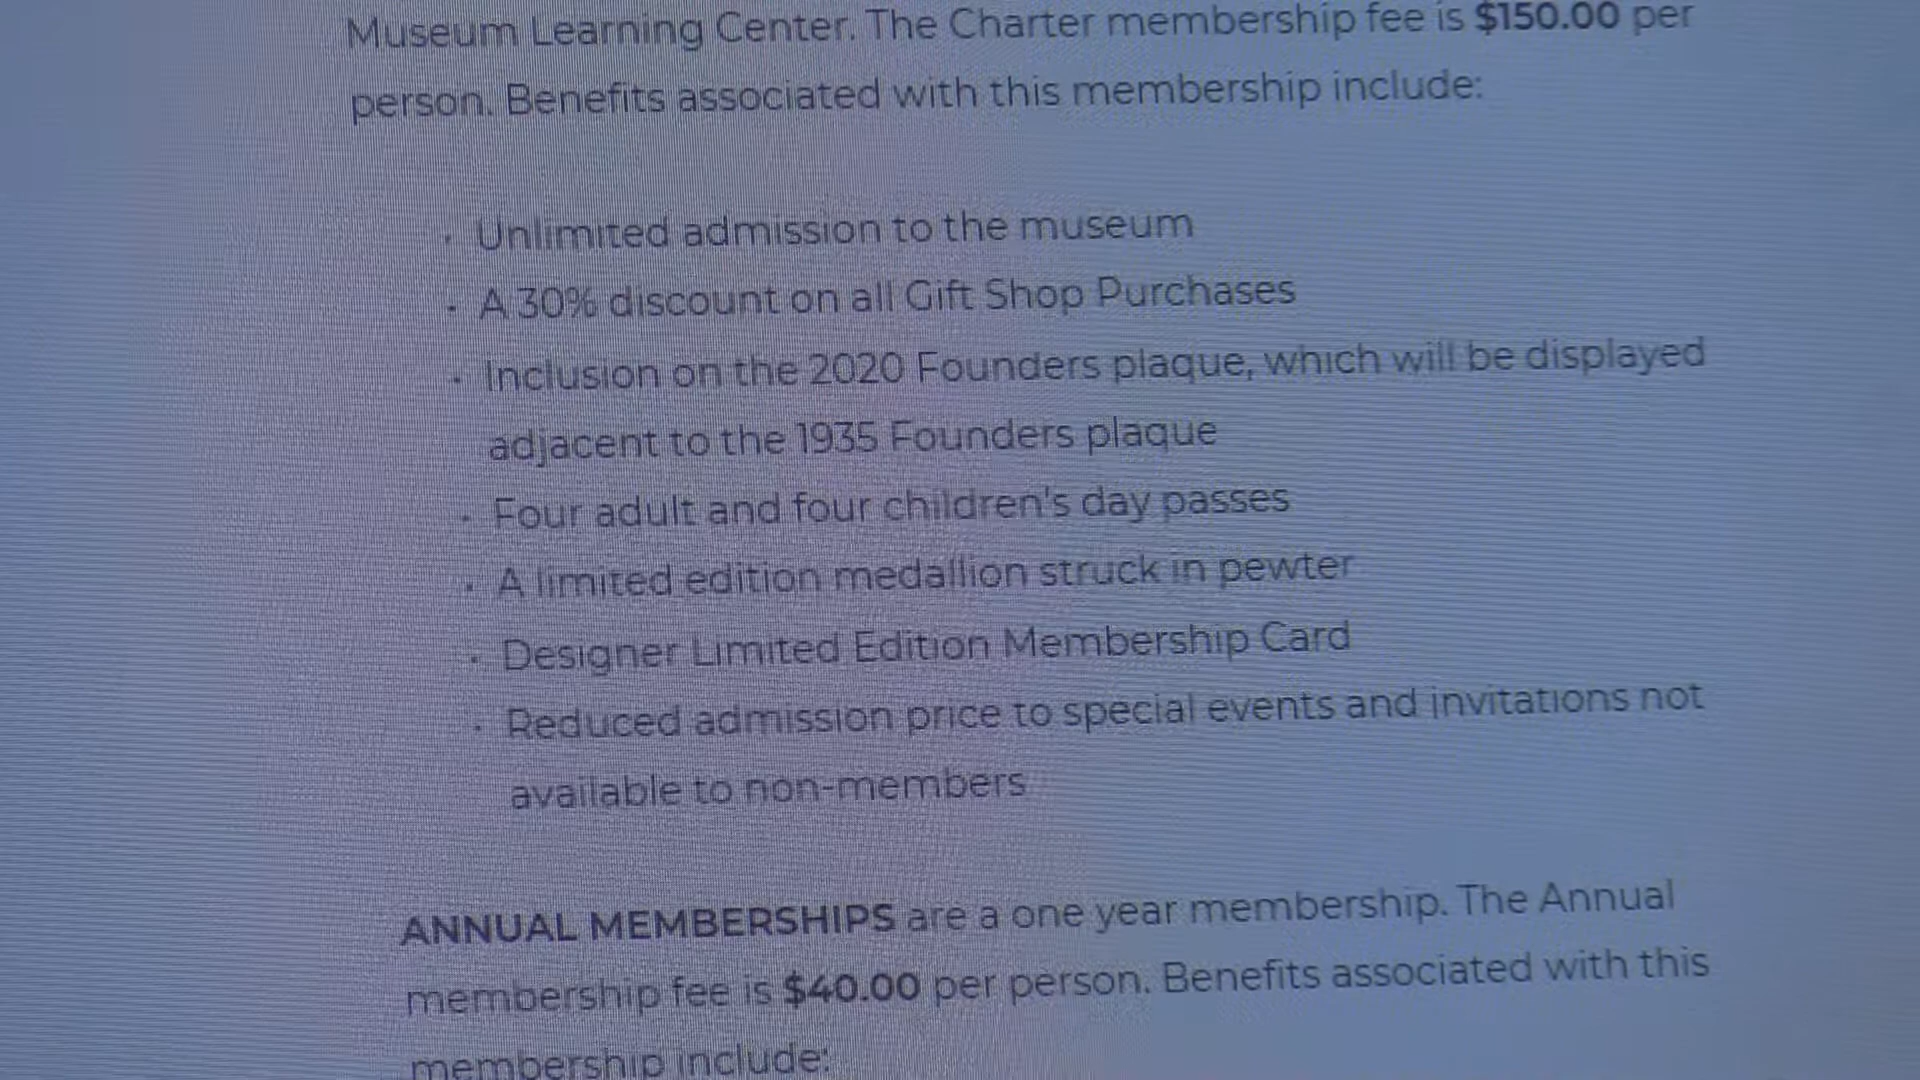 Museum Learning Center. The Charter membership fee is $150.00 per
person. Benefits associated with this membership include:
· Unlimited admission to the museum
· A 30% discount on all Gift Shop Purchases
· Inclusion on the 2020 Founders plaque, which will be displayed
adjacent to the 1935 Founders plaque
· Four adult and four children's day passes
· A limited edition medallion struck in pewter
· Designer Limited Edition Membership Card
· Reduced admission price to special events and invitations not
available to non-members
ANNUAL MEMBERSHIPS are a one year membership. The Annual
membership fee is $40.00 per person. Benefits associated with this
membership include: